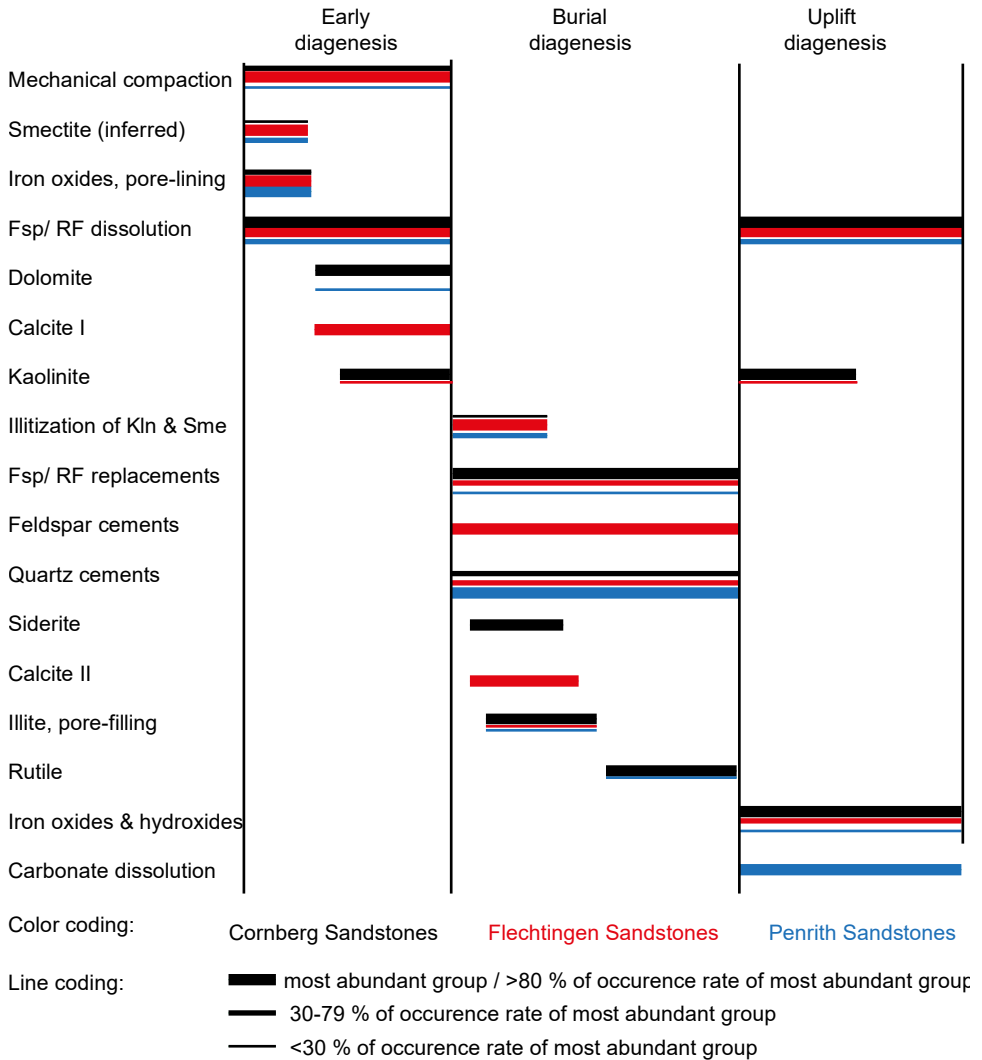 Early
diagenesis
Burial
diagenesis
Uplift
diagenesis
Mechanical compaction
Smectite (inferred)
Iron oxides, pore-lining
Fsp/ RF dissolution
Dolomite
Calcite I
Kaolinite
Illitization of Kln & Sme
Fsp/ RF replacements
Feldspar cements
Quartz cements
Siderite
Calcite II
Illite, pore-filling
Rutile
Iron oxides & hydroxides
Carbonate dissolution
Color coding:
Cornberg Sandstones
Flechtingen Sandstones
Penrith Sandstones
Line coding:
most abundant group / >80 % of occurence rate of most abundant group
30-79 % of occurence rate of most abundant group
<30 % of occurence rate of most abundant group